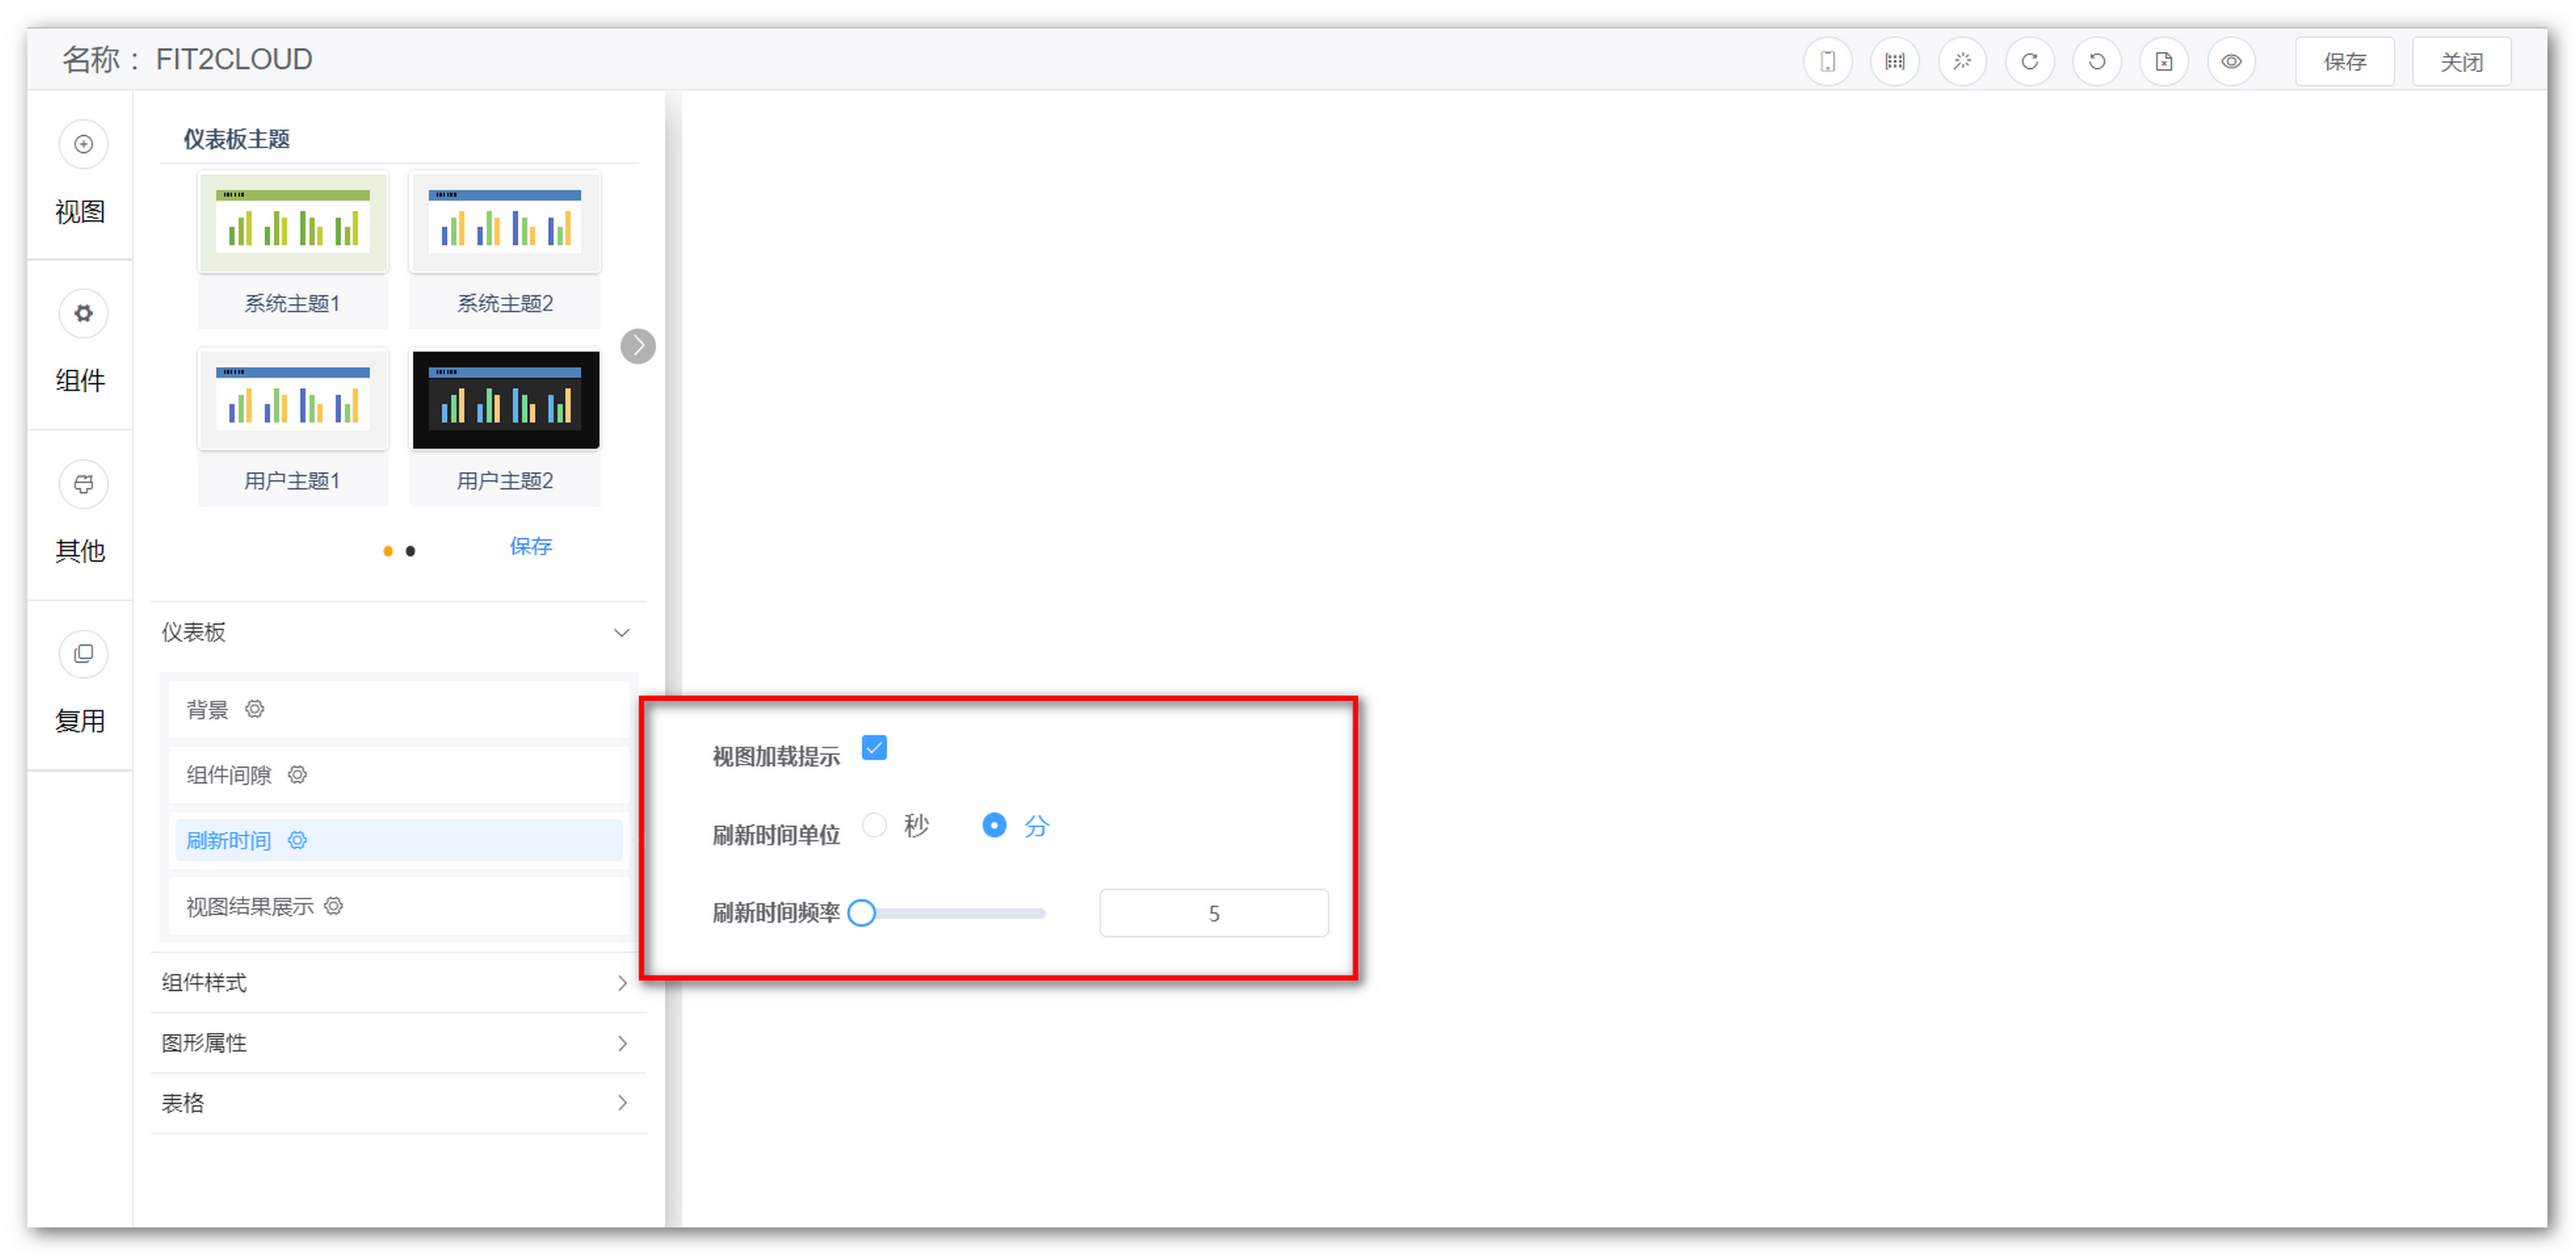 名称： FIT2CLOUD
保存
关闭
视图
组件
其他
复用
仪表板主题
系统主题1
系统主题2
用户主题1
用户主题2
保存
仪表板
背景
组件间隙
刷新时间
视图结果展示
组件样式
图形属性
表格
视图加载提示
刷新时间单位 秒 分
刷新时间频率 5